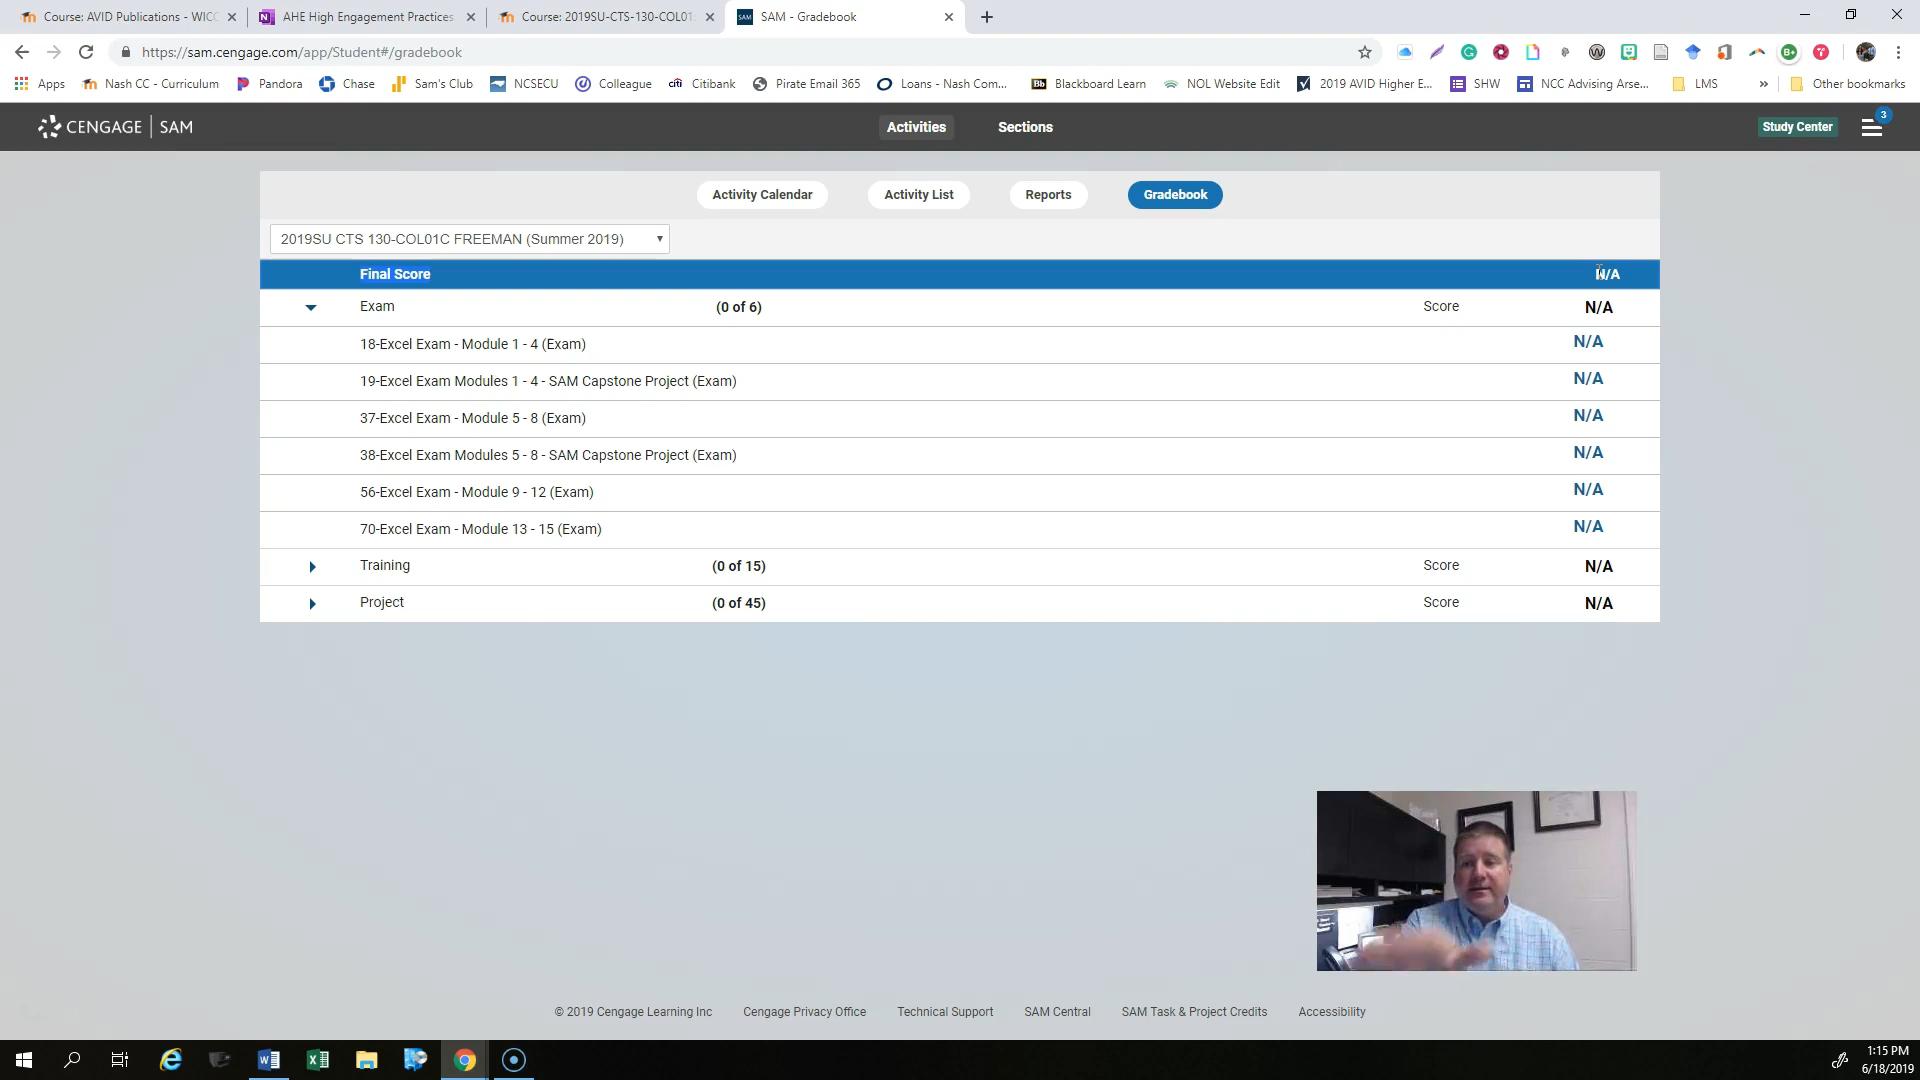 Course: AVID Publications - WICC
AHE High Engagement Practices
Course: 2019SU-CTS-130-COL01
SAM - Gradebook
https://sam.cengage.com/app/Student#/gradebook
Apps
Nash CC - Curriculum
Pandora
Chase
Sam's Club
NCSECU
Colleague
citi Citibank
Pirate Email 365
Loans - Nash Com...
Bb Blackboard Learn
NOL Website Edit
2019 AVID Higher E...
SHW
NCC Advising Arse...
LMS
»
Other bookmarks
CENGAGE | SAM
Activities
Sections
Study Center
3
Activity Calendar
Activity List
Reports
Gradebook
2019SU CTS 130-COL01C FREEMAN (Summer 2019)
Final Score N/A
Exam (0 of 6) Score N/A
18-Excel Exam - Module 1 - 4 (Exam) N/A
19-Excel Exam Modules 1 - 4 - SAM Capstone Project (Exam) N/A
37-Excel Exam - Module 5 - 8 (Exam) N/A
38-Excel Exam Modules 5 - 8 - SAM Capstone Project (Exam) N/A
56-Excel Exam - Module 9 - 12 (Exam) N/A
70-Excel Exam - Module 13 - 15 (Exam) N/A
Training (0 of 15) Score N/A
Project (0 of 45) Score N/A
© 2019 Cengage Learning Inc
Cengage Privacy Office
Technical Support
SAM Central
SAM Task & Project Credits
Accessibility
1:15 PM
6/18/2019